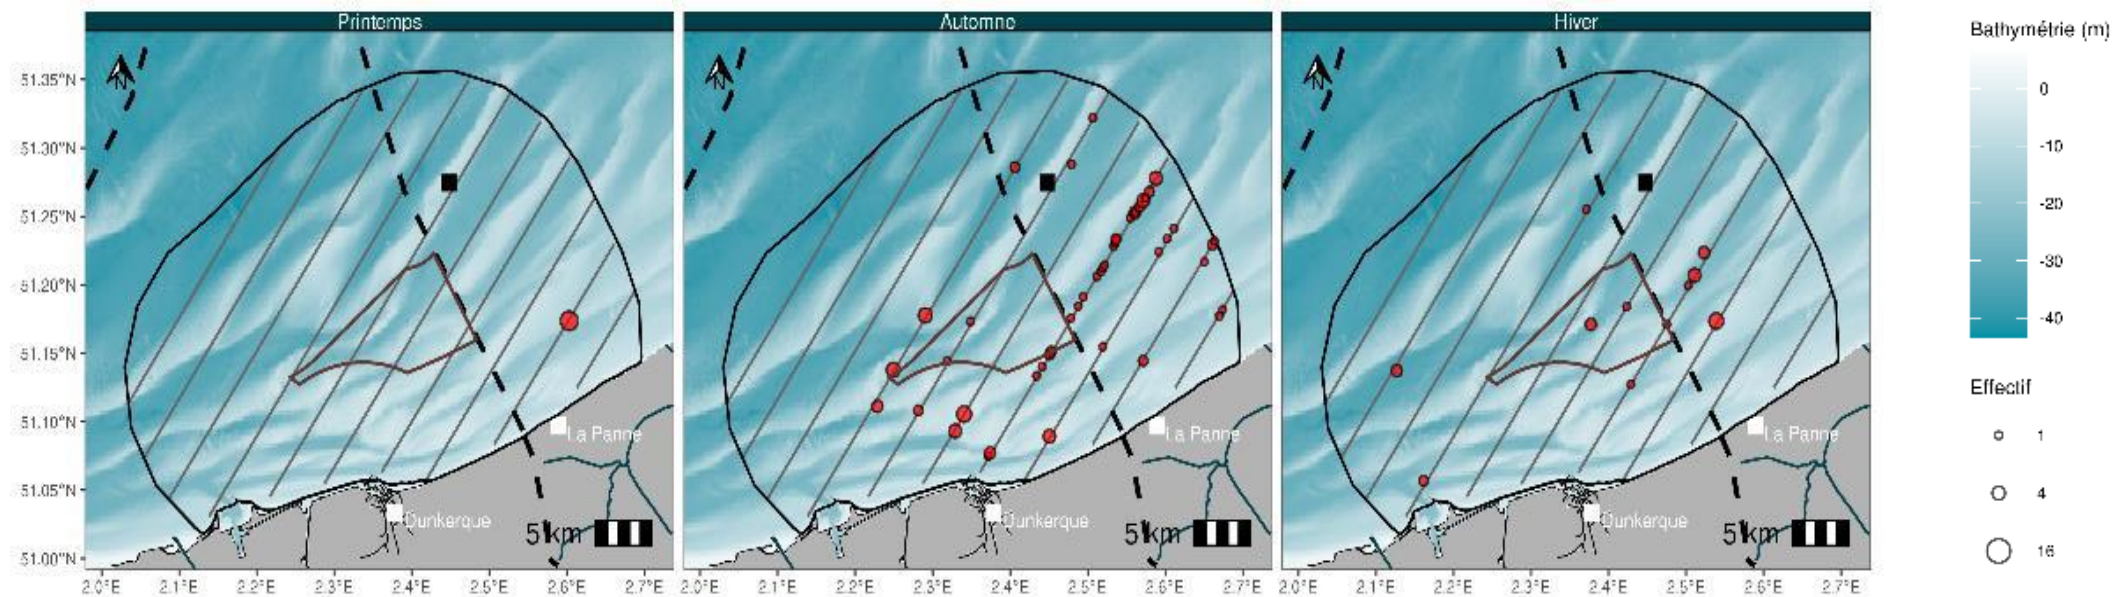 Printemps
Automne
Hiver
Bathymétrie (m)
N
N
N
51.35°N
51.30°N
51.25°N
51.20°N
51.15°N
51.10°N
51.05°N
51.00°N
0
-10
-20
-30
-40
Effectif
1
4
16
La Panne
La Panne
La Panne
Dunkerque
Dunkerque
Dunkerque
5 km
5 km
5 km
2.0°E 2.1°E 2.2°E 2.3°E 2.4°E 2.5°E 2.6°E 2.7°E
2.0°E 2.1°E 2.2°E 2.3°E 2.4°E 2.5°E 2.6°E 2.7°E
2.0°E 2.1°E 2.2°E 2.3°E 2.4°E 2.5°E 2.6°E 2.7°E